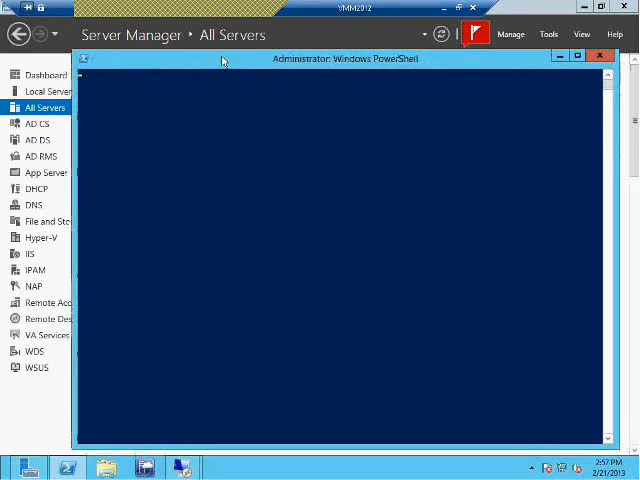 VMM2012
Server Manager ‣ All Servers
Manage Tools View Help
Administrator: Windows PowerShell
Dashboard
Local Server
All Servers
AD CS
AD DS
AD RMS
App Server
DHCP
DNS
File and Sto
Hyper-V
IIS
IPAM
NAP
Remote Acc
Remote Des
VA Services
WDS
WSUS
2:57 PM
2/21/2013